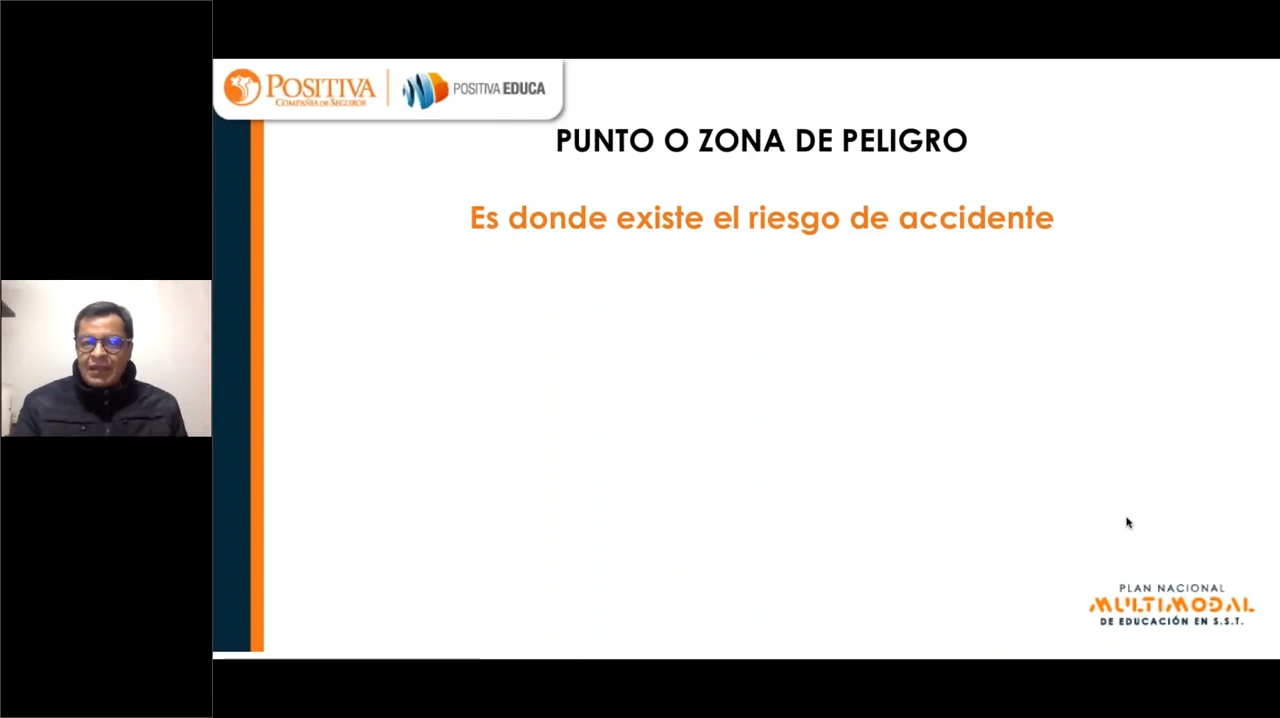 POSITIVA
COMPAÑIA DE SEGUROS
POSITIVA EDUCA
PUNTO O ZONA DE PELIGRO
Es donde existe el riesgo de accidente
PLAN NACIONAL
MULTIMODAL
DE EDUCACIÓN EN S.S.T.